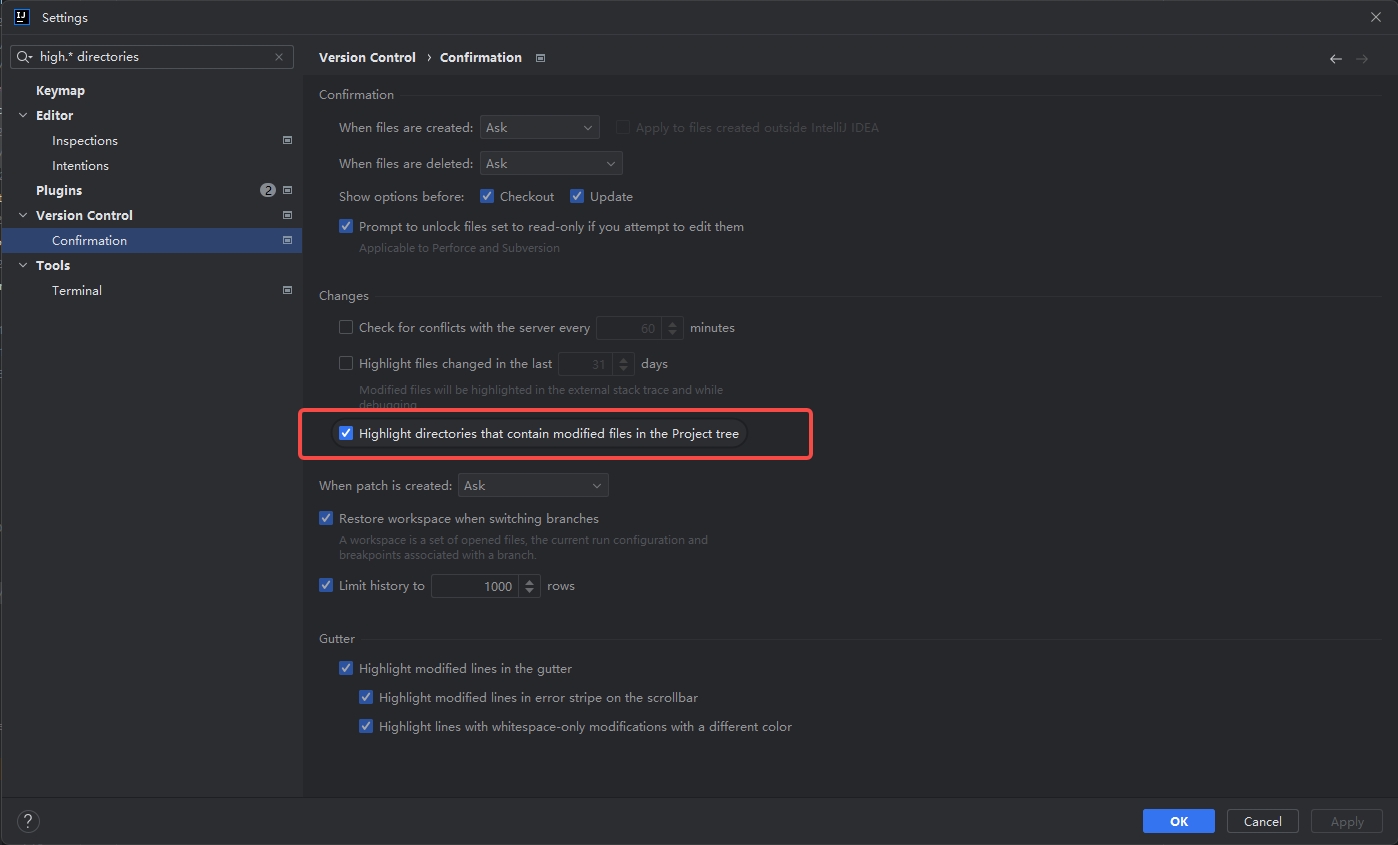 Settings
high.* directories
Keymap
Editor
Inspections
Intentions
Plugins
2
Version Control
Confirmation
Tools
Terminal
Version Control › Confirmation
Confirmation
When files are created: Ask Apply to files created outside IntelliJ IDEA
When files are deleted: Ask
Show options before: Checkout Update
Prompt to unlock files set to read-only if you attempt to edit them
Applicable to Perforce and Subversion
Changes
Check for conflicts with the server every 60 minutes
Highlight files changed in the last 31 days
Modified files will be highlighted in the external stack trace and while
debugging
Highlight directories that contain modified files in the Project tree
When patch is created: Ask
Restore workspace when switching branches
A workspace is a set of opened files, the current run configuration and
breakpoints associated with a branch.
Limit history to 1000 rows
Gutter
Highlight modified lines in the gutter
Highlight modified lines in error stripe on the scrollbar
Highlight lines with whitespace-only modifications with a different color
?
OK Cancel Apply